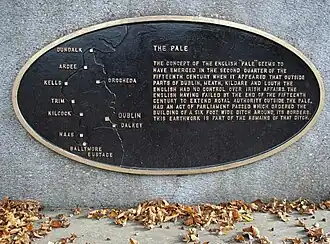 DUNDALK
ARDEE
KELLS
DROGHEDA
TRIM
KILCOCK
DUBLIN
DALKEY
NAAS
BALLYMORE
EUSTACE
THE PALE
THE CONCEPT OF THE ENGLISH 'PALE' SEEMS TO
HAVE EMERGED IN THE SECOND QUARTER OF THE
FIFTEENTH CENTURY WHEN IT APPEARED THAT OUTSIDE
PARTS OF DUBLIN, MEATH, KILDARE AND LOUTH THE
ENGLISH HAD NO CONTROL OVER IRISH AFFAIRS. THE
ENGLISH HAVING FAILED BY THE END OF THE FIFTEENTH
CENTURY TO EXTEND ROYAL AUTHORITY OUTSIDE THE PALE,
HAD AN ACT OF PARLIAMENT PASSED WHICH ORDERED THE
BUILDING OF A SIX FOOT WIDE DITCH AROUND ITS BORDERS.
THIS EARTHWORK IS PART OF THE REMAINS OF THAT DITCH.